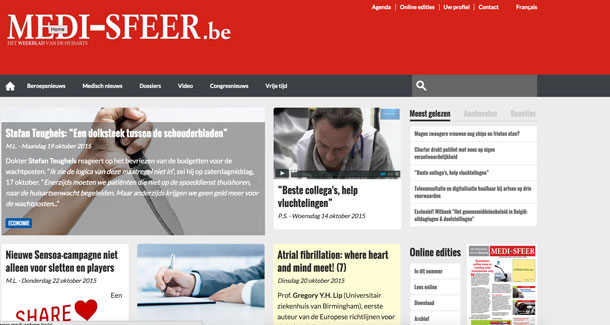 Agenda Online edities Uw profiel Contact Français
MEDI-SFEER.be
Home
HET WEEKBLAD VAN DE HUISARTS
Beroepsnieuws Medisch nieuws Dossiers Video Congresnieuws Vrije tijd
Stefan Teugheis: “Een dolksteek tussen de schouderbladen”
M.L. - Maandag 19 oktober 2015
Dokter Stefan Teugheis reageert op het bevriezen van de budgetten voor de
wachtposten. “Ik zie de logica van deze maatregel niet in”, zei hij op zaterdagmiddag,
17 oktober. “Enerzijds moeten we patiënten die niet op de spoeddienst thuishoren,
naar de huisartsenwacht begeleiden. Maar anderzijds krijgen we geen geld meer voor
de wachtposten..”
ECONOMIE
“Beste collega’s, help
vluchtelingen”
P.S. - Woensdag 14 oktober 2015
Meest gelezen Aanbevelen Reacties
Mogen zwangere vrouwen nog chips en frieten eten?
Charter drukt patiënt met neus op eigen
verantwoordelijkheid
“Beste collega’s, help vluchtelingen”
Teleconsultatie en digitalisatie haalbaar bij artsen op drie
voorwaarden
Exclusief! Witboek “Het geneesmiddelenbeleid in België:
uitdagingen & doelstellingen”
Nieuwe Sensoa-campagne niet
alleen voor sletten en players
M.L. - Donderdag 22 oktober 2015
Een
SHARE
Atrial fibrillation: where heart
and mind meet! (7)
Dinsdag 20 oktober 2015
Prof. Gregory Y.H. Lip (Universitair
ziekenhuis van Birmingham), eerste
auteur van de Europese richtlijnen voor
Online edities
In dit nummer
Lees online
Download
Archief
MEDI-SFEER